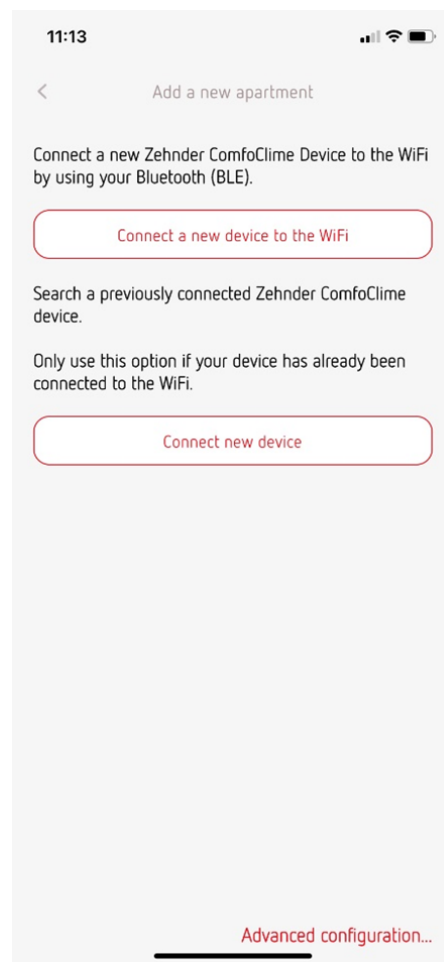 11:13
Add a new apartment
Connect a new Zehnder ComfoClime Device to the WiFi
by using your Bluetooth (BLE).
Connect a new device to the WiFi
Search a previously connected Zehnder ComfoClime
device.
Only use this option if your device has already been
connected to the WiFi.
Connect new device
Advanced configuration...